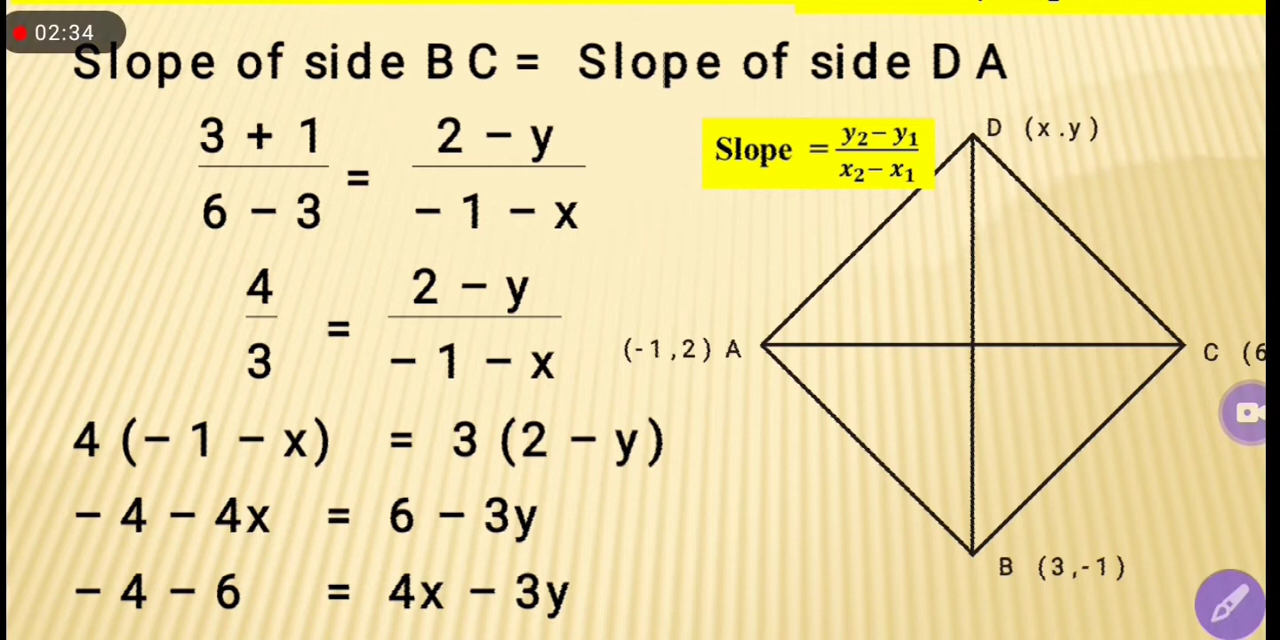 02:34
Slope of side B C = Slope of side D A
3 + 1 / 6 − 3 = 2 − y / − 1 − x
Slope = y₂− y₁ / x₂− x₁
D (x .y)
4 / 3 = 2 − y / − 1 − x
(-1,2) A
C (6
4 (− 1 − x) = 3 (2 − y)
− 4 − 4x = 6 − 3y
B (3,-1)
− 4 − 6 = 4x − 3y